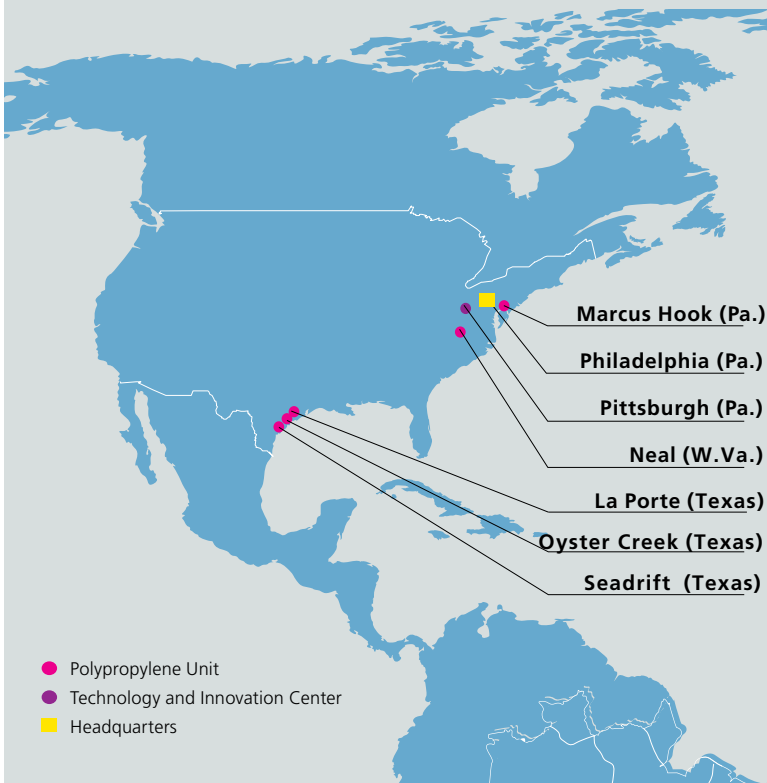 Marcus Hook (Pa.)
Philadelphia (Pa.)
Pittsburgh (Pa.)
Neal (W.Va.)
La Porte (Texas)
Oyster Creek (Texas)
Seadrift (Texas)
Polypropylene Unit
Technology and Innovation Center
Headquarters